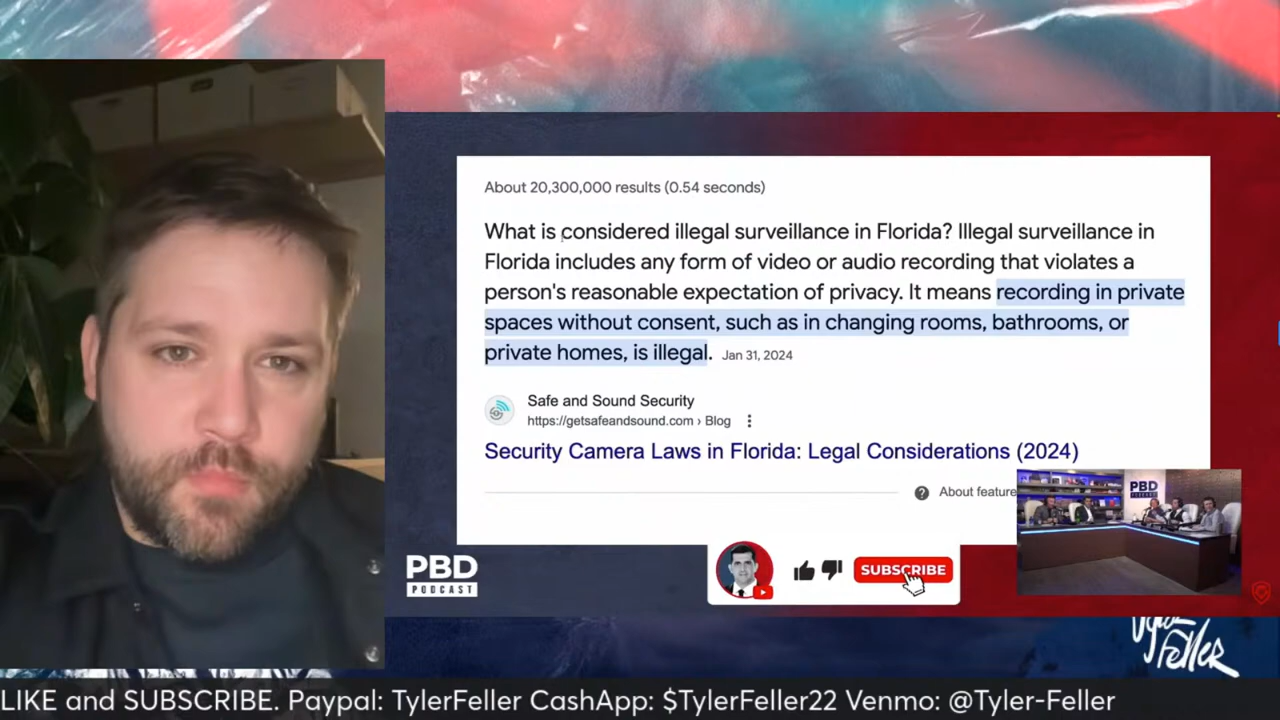 About 20,300,000 results (0.54 seconds)
What is considered illegal surveillance in Florida? Illegal surveillance in
Florida includes any form of video or audio recording that violates a
person's reasonable expectation of privacy. It means recording in private
spaces without consent, such as in changing rooms, bathrooms, or
private homes, is illegal. Jan 31, 2024
Safe and Sound Security
https://getsafeandsound.com › Blog
Security Camera Laws in Florida: Legal Considerations (2024)
About feature
PBD
PBD
PODCAST
SUBSCRIBE
Tyler
Feller
LIKE and SUBSCRIBE. Paypal: TylerFeller CashApp: $TylerFeller22 Venmo: @Tyler-Feller